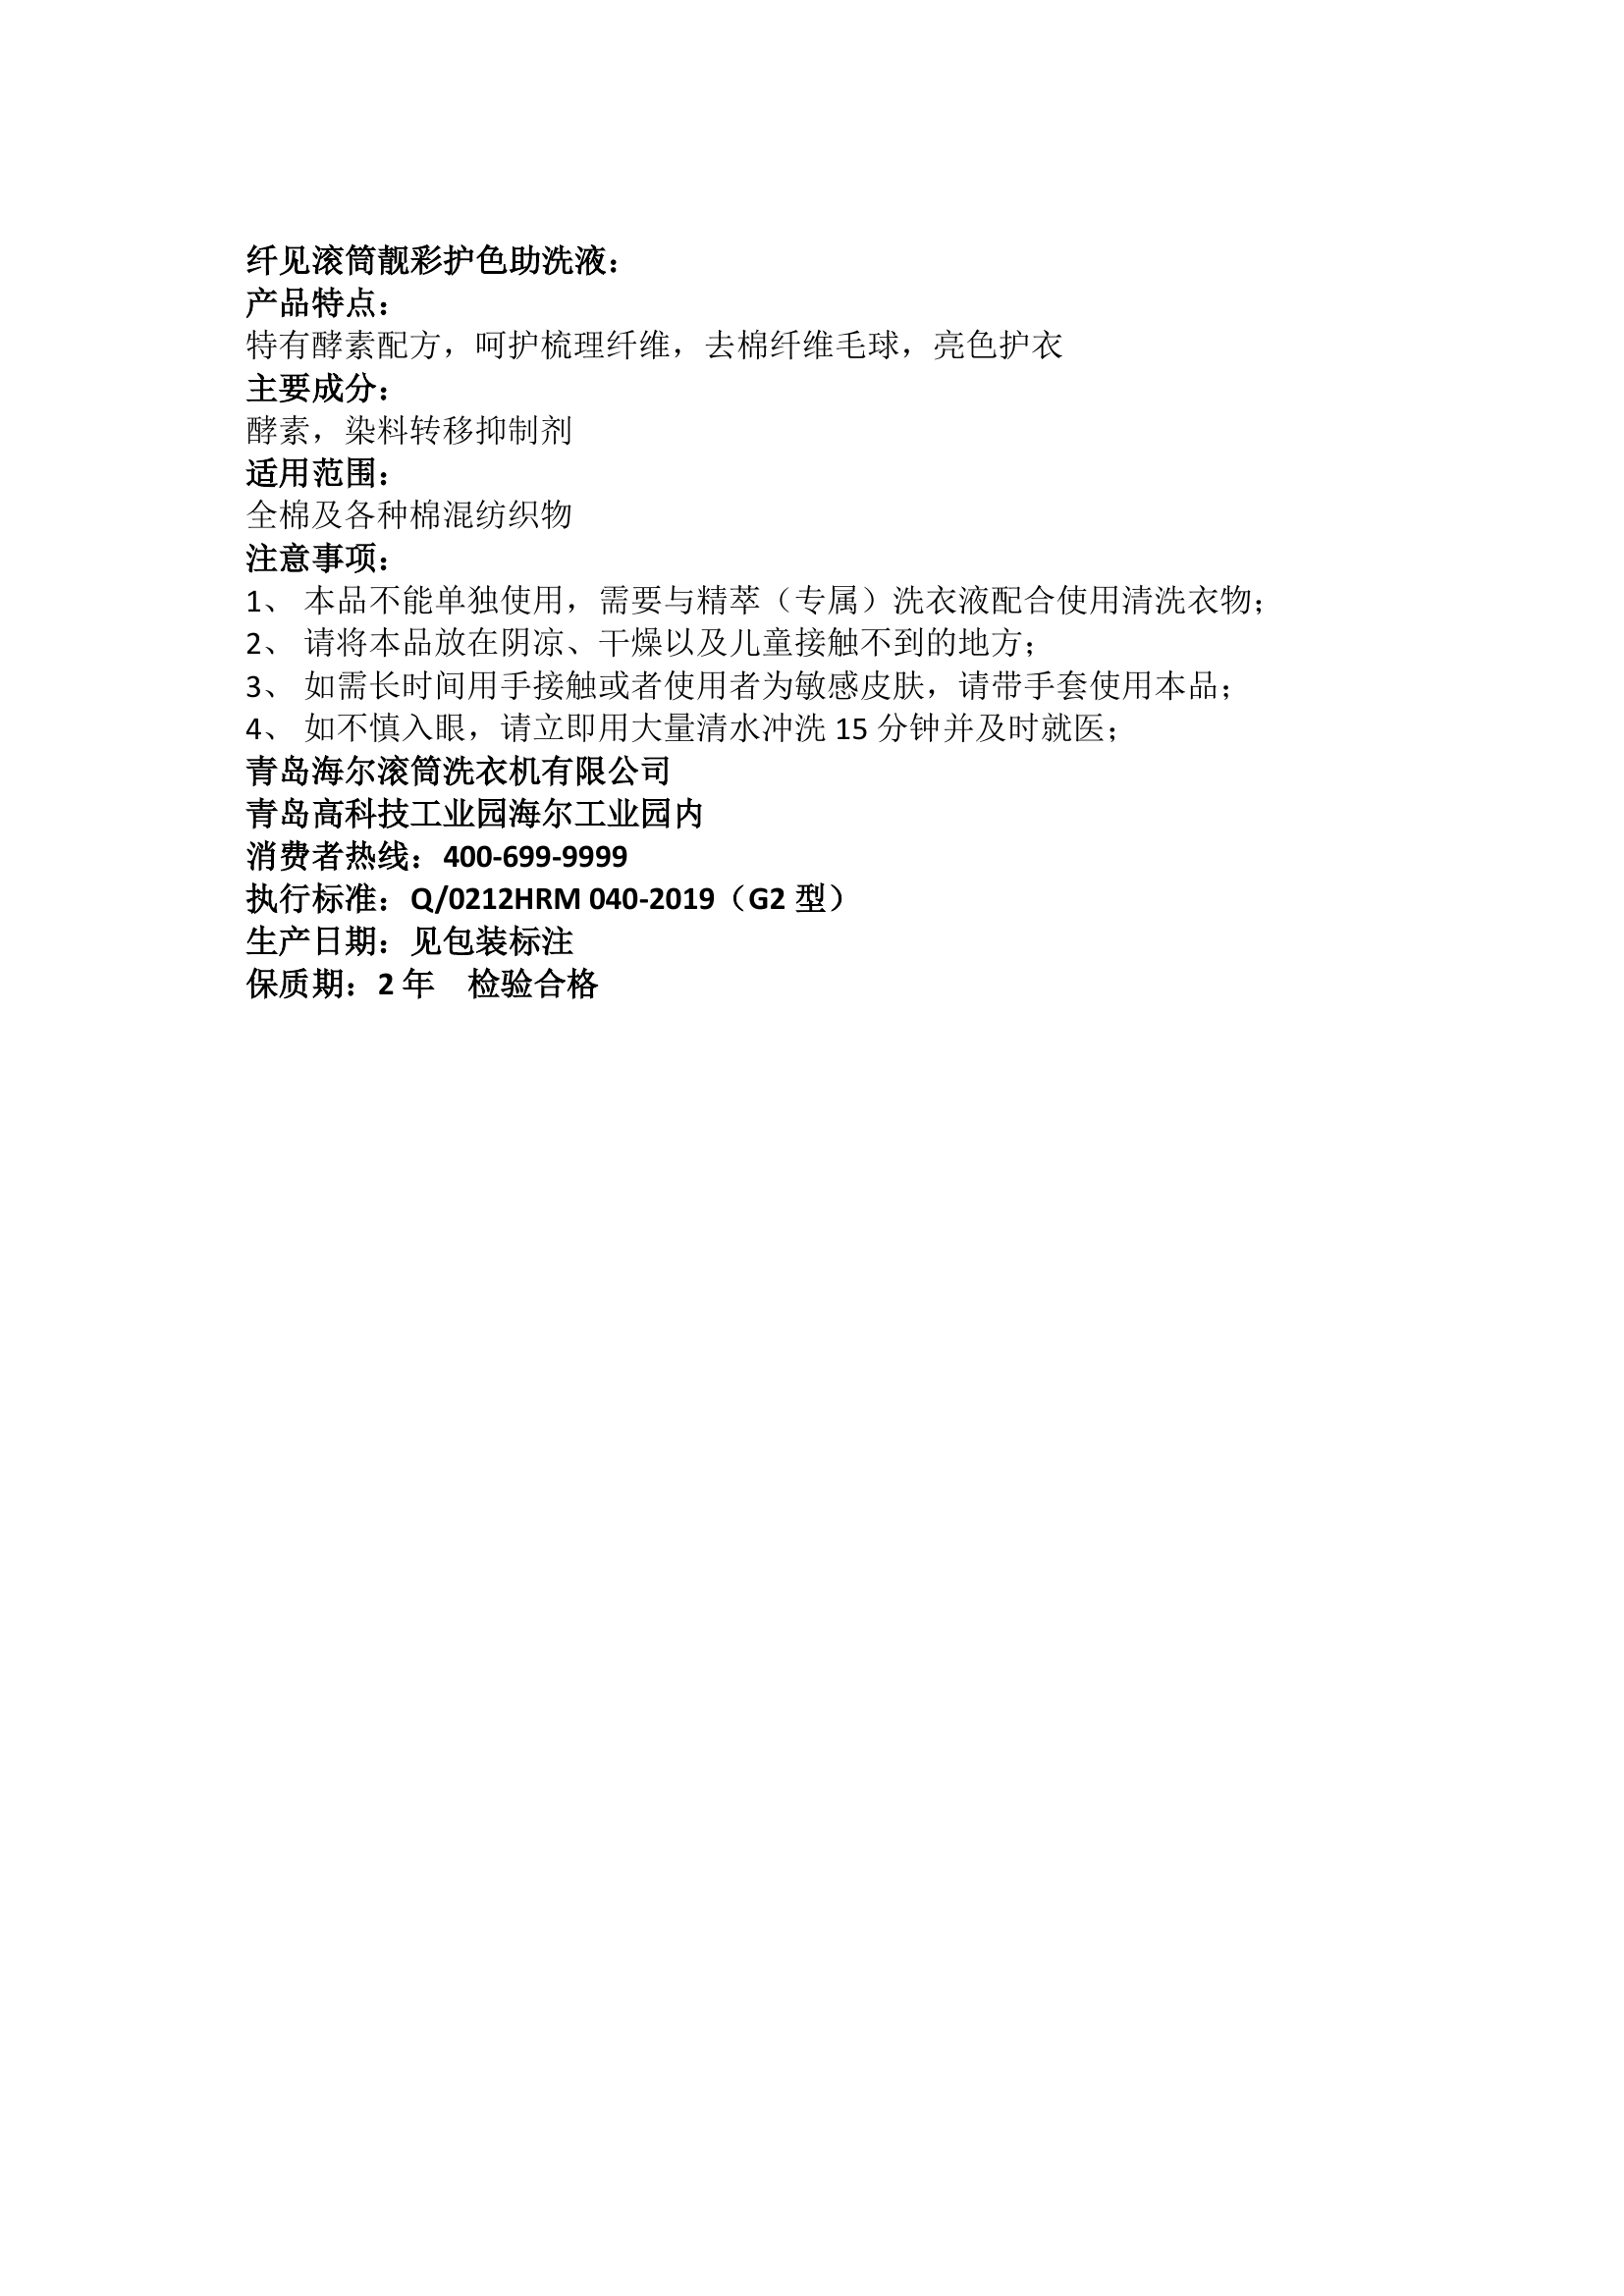 纤见滚筒靓彩护色助洗液：
产品特点：
特有酵素配方，呵护梳理纤维，去棉纤维毛球，亮色护衣
主要成分：
酵素，染料转移抑制剂
适用范围：
全棉及各种棉混纺织物
注意事项：
1、 本品不能单独使用，需要与精萃（专属）洗衣液配合使用清洗衣物；
2、 请将本品放在阴凉、干燥以及儿童接触不到的地方；
3、 如需长时间用手接触或者使用者为敏感皮肤，请带手套使用本品；
4、 如不慎入眼，请立即用大量清水冲洗 15 分钟并及时就医；
青岛海尔滚筒洗衣机有限公司
青岛高科技工业园海尔工业园内
消费者热线：400-699-9999
执行标准：Q/0212HRM 040-2019（G2 型）
生产日期：见包装标注
保质期：2 年　检验合格